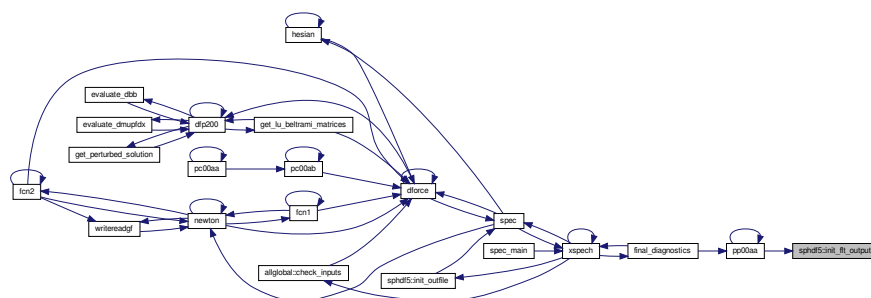 hesian
evaluate_dbb
evaluate_dmupfdx
dfp200
get_lu_beltrami_matrices
get_perturbed_solution
pc00aa
pc00ab
fcn2
dforce
fcn1
spec
newton
writereadgf
spec_main
xspech
final_diagnostics
pp00aa
sphdf5::init_flt_output
allglobal::check_inputs
sphdf5::init_outfile